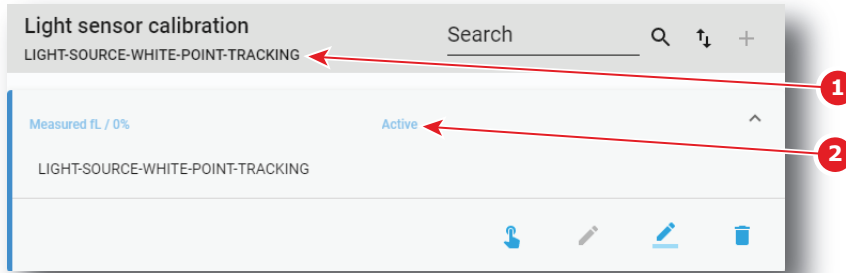 Light sensor calibration
Search
LIGHT-SOURCE-WHITE-POINT-TRACKING
1
Measured fL / 0%
Active
2
LIGHT-SOURCE-WHITE-POINT-TRACKING